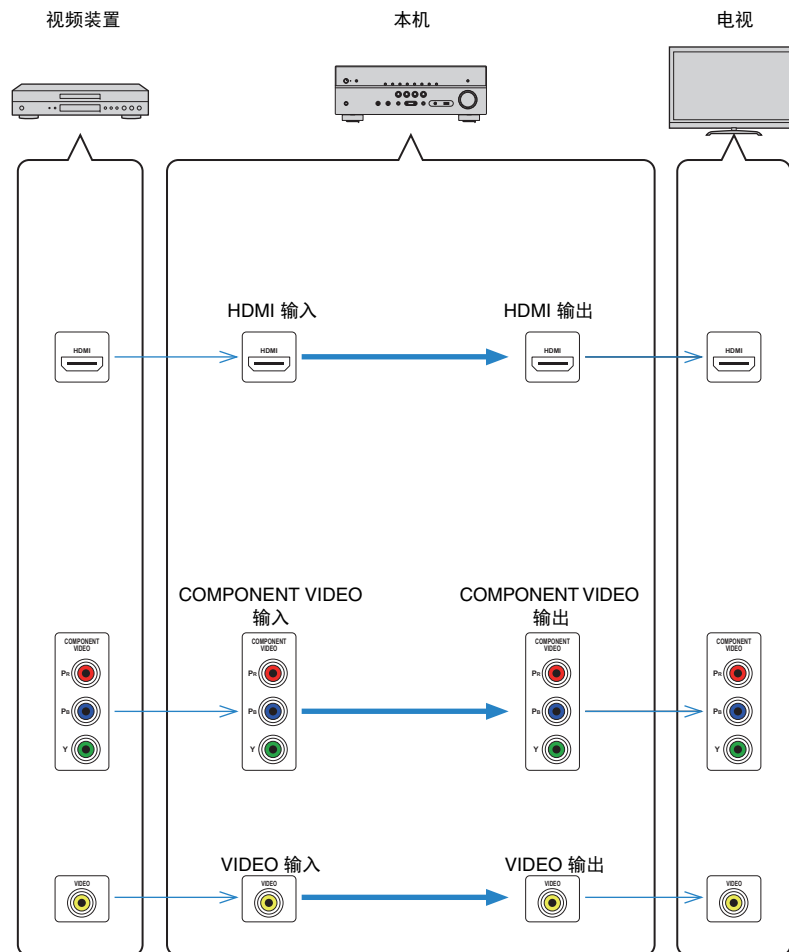 视频装置 本机 电视
HDMI 输入 HDMI 输出
HDMI HDMI HDMI HDMI
COMPONENT VIDEO COMPONENT VIDEO
输入 输出
COMPONENT COMPONENT COMPONENT COMPONENT
VIDEO VIDEO VIDEO VIDEO
PR PR PR PR
PB PB PB PB
Y Y Y Y
VIDEO 输入 VIDEO 输出
VIDEO VIDEO VIDEO VIDEO